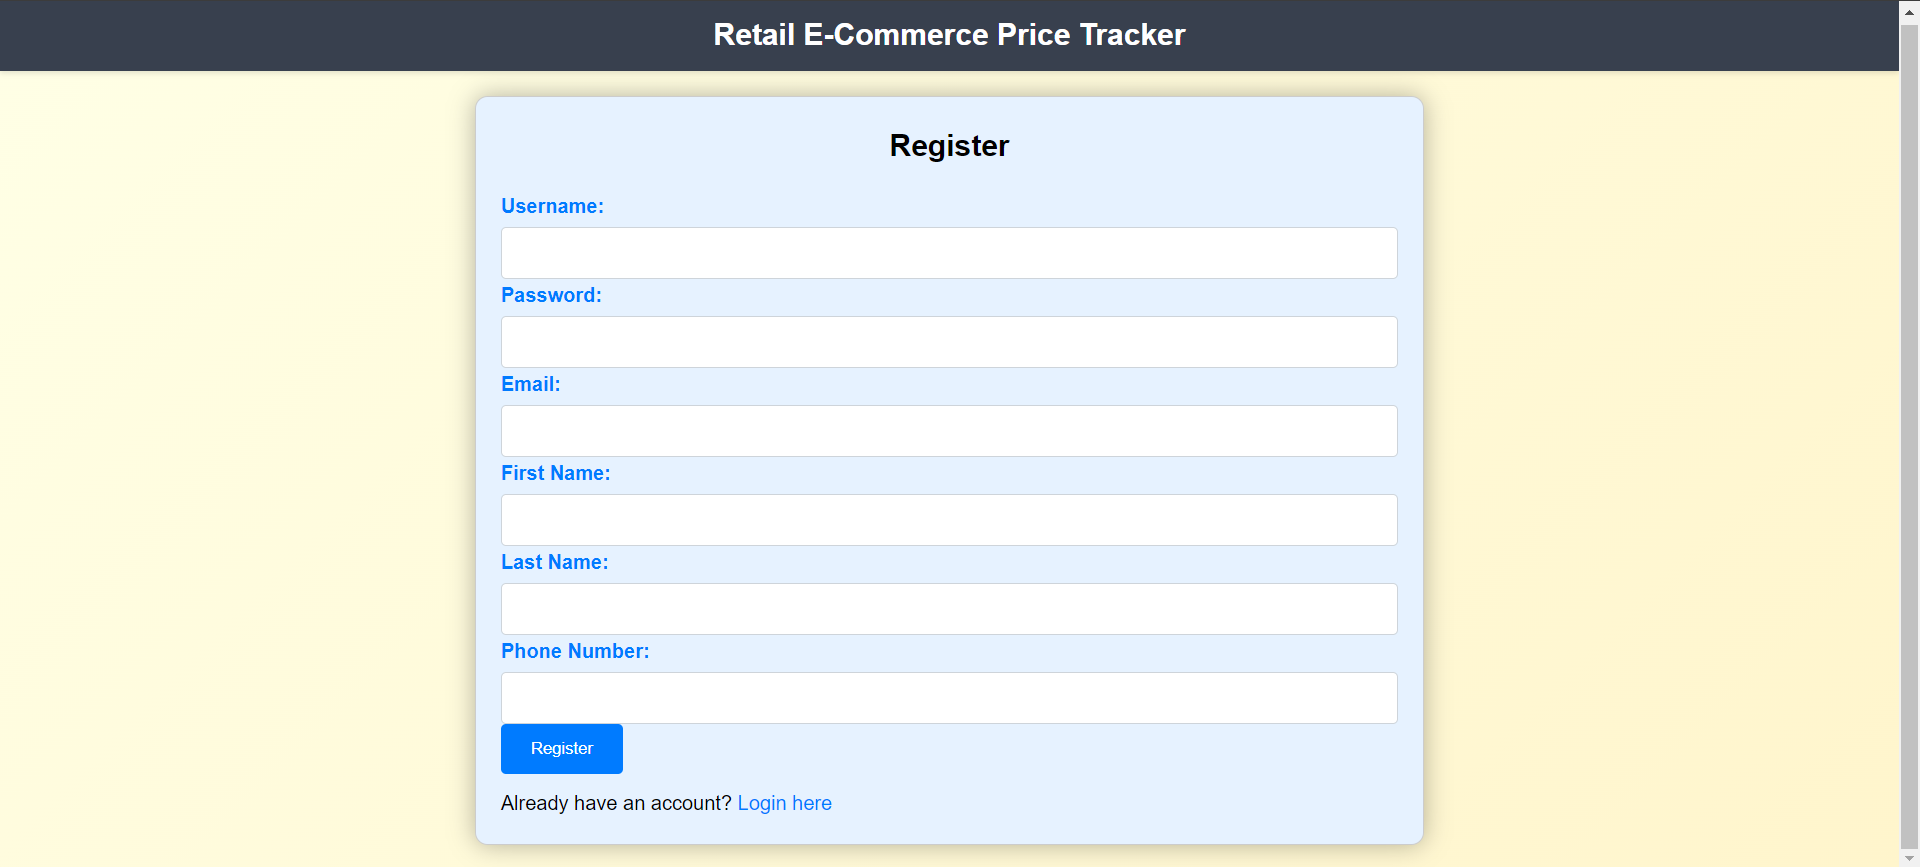 Retail E-Commerce Price Tracker
Register
Username:
Password:
Email:
First Name:
Last Name:
Phone Number:
Register
Already have an account? Login here